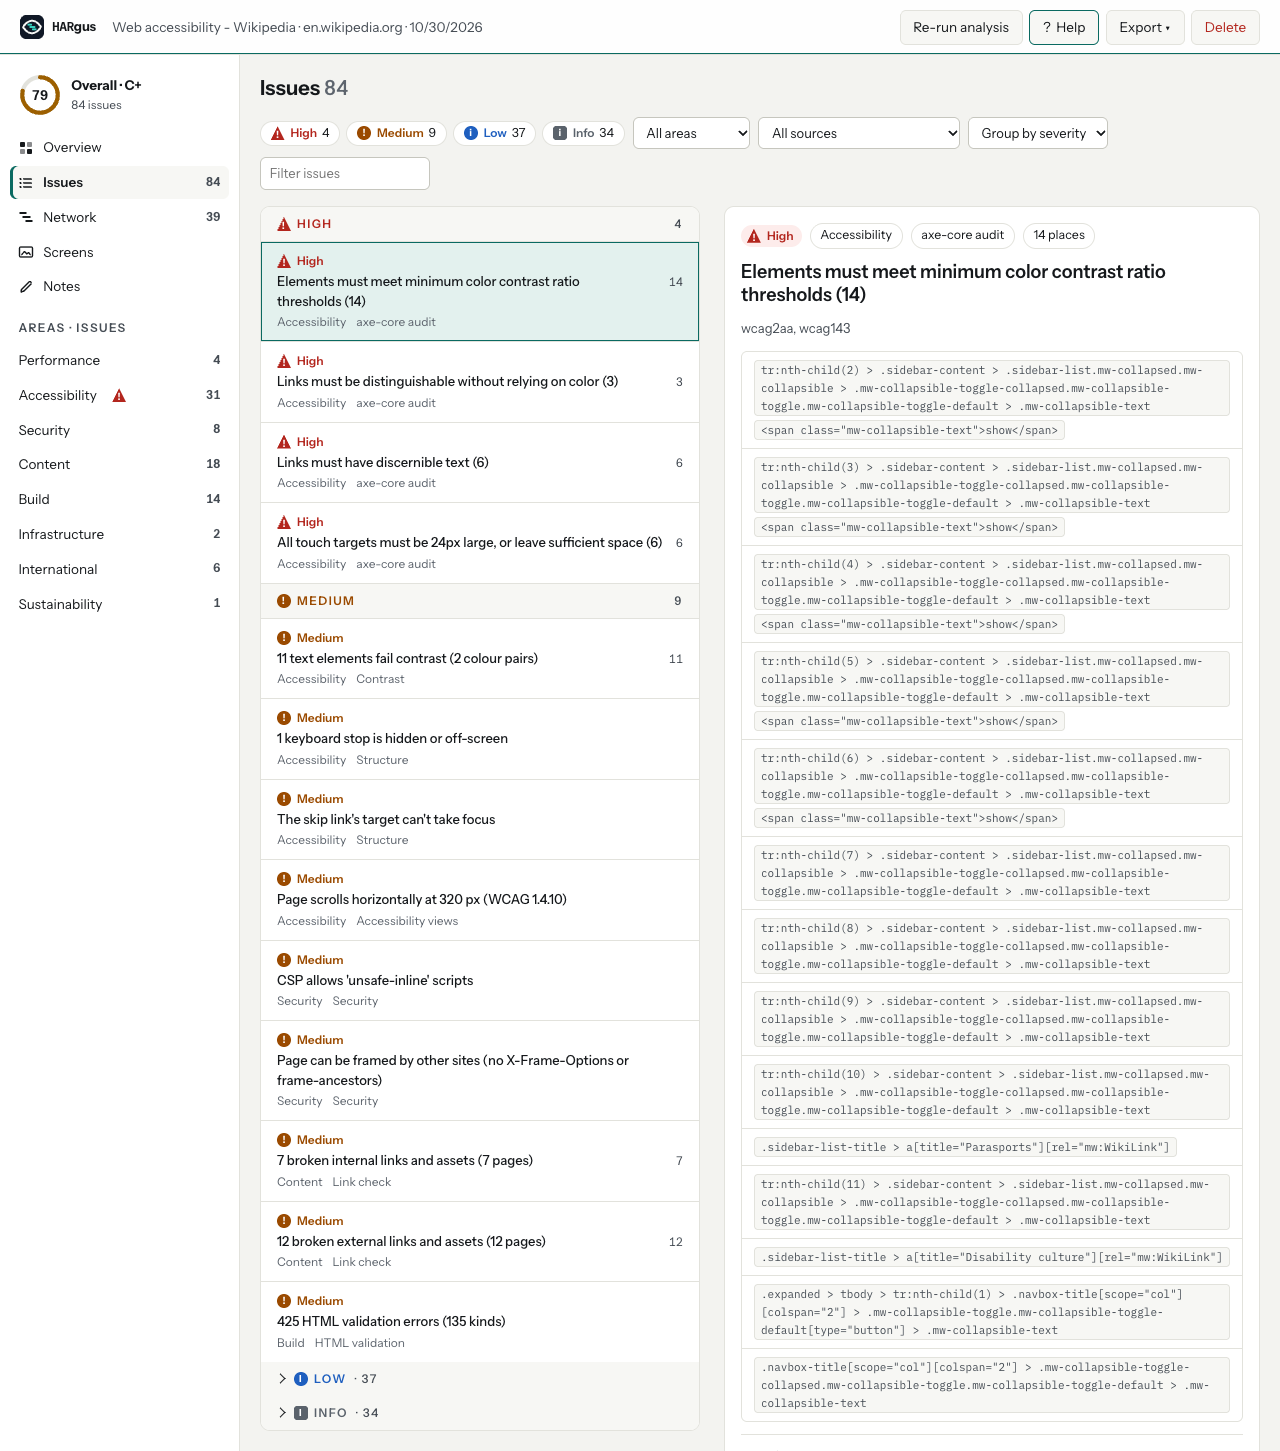 HARgus
Web accessibility - Wikipedia · en.wikipedia.org · 10/30/2026
Re-run analysis
? Help
Export ▾
Delete
79
Overall · C+
84 issues
Overview
Issues 84
Network 39
Screens
Notes
AREAS · ISSUES
Performance 4
Accessibility 31
Security 8
Content 18
Build 14
Infrastructure 2
International 6
Sustainability 1
Issues 84
High 4
Medium 9
Low 37
Info 34
All areas
All sources
Group by severity
Filter issues
HIGH 4
High
Elements must meet minimum color contrast ratio 14
thresholds (14)
Accessibility axe-core audit
High
Links must be distinguishable without relying on color (3) 3
Accessibility axe-core audit
High
Links must have discernible text (6) 6
Accessibility axe-core audit
High
All touch targets must be 24px large, or leave sufficient space (6) 6
Accessibility axe-core audit
MEDIUM 9
Medium
11 text elements fail contrast (2 colour pairs) 11
Accessibility Contrast
Medium
1 keyboard stop is hidden or off-screen
Accessibility Structure
Medium
The skip link's target can't take focus
Accessibility Structure
Medium
Page scrolls horizontally at 320 px (WCAG 1.4.10)
Accessibility Accessibility views
Medium
CSP allows 'unsafe-inline' scripts
Security Security
Medium
Page can be framed by other sites (no X-Frame-Options or
frame-ancestors)
Security Security
Medium
7 broken internal links and assets (7 pages) 7
Content Link check
Medium
12 broken external links and assets (12 pages) 12
Content Link check
Medium
425 HTML validation errors (135 kinds)
Build HTML validation
LOW · 37
INFO · 34
High
Accessibility
axe-core audit
14 places
Elements must meet minimum color contrast ratio
thresholds (14)
wcag2aa, wcag143
tr:nth-child(2) > .sidebar-content > .sidebar-list.mw-collapsed.mw-
collapsible > .mw-collapsible-toggle-collapsed.mw-collapsible-
toggle.mw-collapsible-toggle-default > .mw-collapsible-text
<span class="mw-collapsible-text">show</span>
tr:nth-child(3) > .sidebar-content > .sidebar-list.mw-collapsed.mw-
collapsible > .mw-collapsible-toggle-collapsed.mw-collapsible-
toggle.mw-collapsible-toggle-default > .mw-collapsible-text
<span class="mw-collapsible-text">show</span>
tr:nth-child(4) > .sidebar-content > .sidebar-list.mw-collapsed.mw-
collapsible > .mw-collapsible-toggle-collapsed.mw-collapsible-
toggle.mw-collapsible-toggle-default > .mw-collapsible-text
<span class="mw-collapsible-text">show</span>
tr:nth-child(5) > .sidebar-content > .sidebar-list.mw-collapsed.mw-
collapsible > .mw-collapsible-toggle-collapsed.mw-collapsible-
toggle.mw-collapsible-toggle-default > .mw-collapsible-text
<span class="mw-collapsible-text">show</span>
tr:nth-child(6) > .sidebar-content > .sidebar-list.mw-collapsed.mw-
collapsible > .mw-collapsible-toggle-collapsed.mw-collapsible-
toggle.mw-collapsible-toggle-default > .mw-collapsible-text
<span class="mw-collapsible-text">show</span>
tr:nth-child(7) > .sidebar-content > .sidebar-list.mw-collapsed.mw-
collapsible > .mw-collapsible-toggle-collapsed.mw-collapsible-
toggle.mw-collapsible-toggle-default > .mw-collapsible-text
tr:nth-child(8) > .sidebar-content > .sidebar-list.mw-collapsed.mw-
collapsible > .mw-collapsible-toggle-collapsed.mw-collapsible-
toggle.mw-collapsible-toggle-default > .mw-collapsible-text
tr:nth-child(9) > .sidebar-content > .sidebar-list.mw-collapsed.mw-
collapsible > .mw-collapsible-toggle-collapsed.mw-collapsible-
toggle.mw-collapsible-toggle-default > .mw-collapsible-text
tr:nth-child(10) > .sidebar-content > .sidebar-list.mw-collapsed.mw-
collapsible > .mw-collapsible-toggle-collapsed.mw-collapsible-
toggle.mw-collapsible-toggle-default > .mw-collapsible-text
.sidebar-list-title > a[title="Parasports"][rel="mw:WikiLink"]
tr:nth-child(11) > .sidebar-content > .sidebar-list.mw-collapsed.mw-
collapsible > .mw-collapsible-toggle-collapsed.mw-collapsible-
toggle.mw-collapsible-toggle-default > .mw-collapsible-text
.sidebar-list-title > a[title="Disability culture"][rel="mw:WikiLink"]
.expanded > tbody > tr:nth-child(1) > .navbox-title[scope="col"]
[colspan="2"] > .mw-collapsible-toggle.mw-collapsible-toggle-
default[type="button"] > .mw-collapsible-text
.navbox-title[scope="col"][colspan="2"] > .mw-collapsible-toggle-
collapsed.mw-collapsible-toggle.mw-collapsible-toggle-default > .mw-
collapsible-text